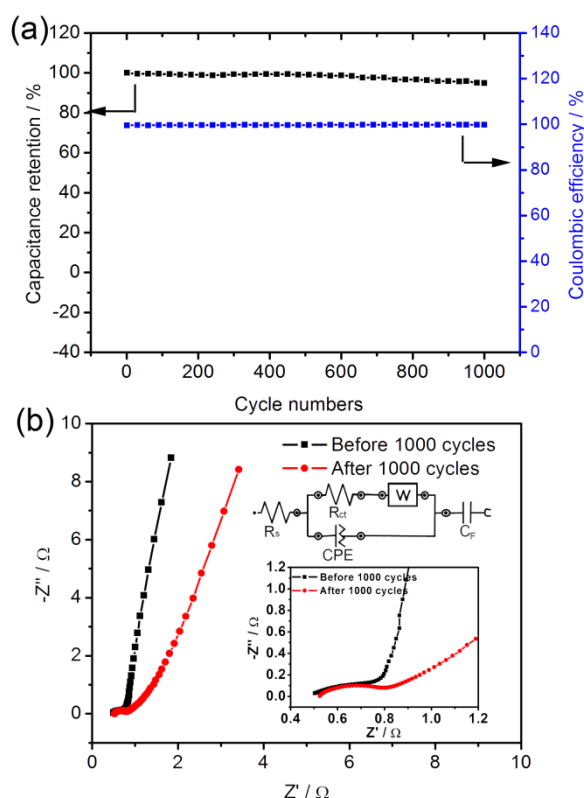 (a)
120
100
80
60
40
20
0
-20
-40
Capacitance retention / %
140
120
100
80
60
40
20
0
Coulombic efficiency / %
0 200 400 600 800 1000
Cycle numbers
(b)
10
8
6
4
2
0
-Z'' / Ω
Before 1000 cycles
After 1000 cycles
Rs
Rct
W
CPE
CF
1.2
1.0
0.8
0.6
0.4
0.2
0.0
-Z'' / Ω
Before 1000 cycles
After 1000 cycles
0.4 0.6 0.8 1.0 1.2
Z' / Ω
0 2 4 6 8 10
Z' / Ω